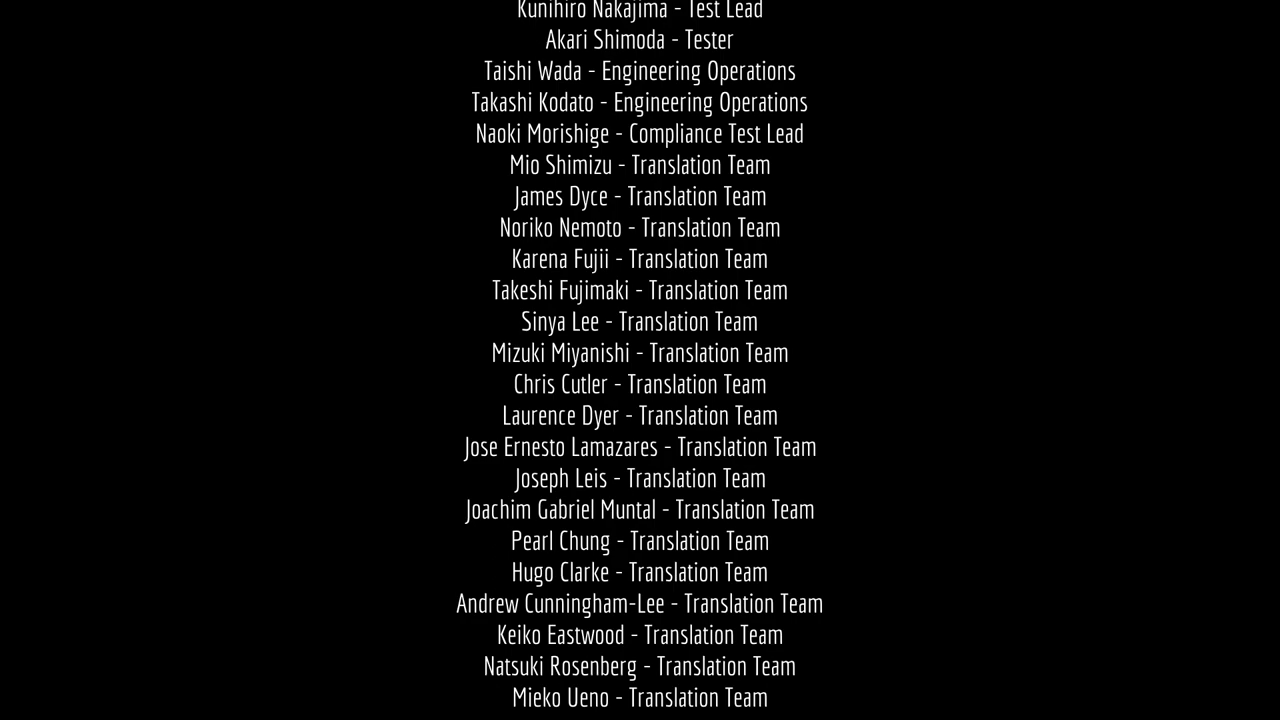 Kunihiro Nakajima - Test Lead
Akari Shimoda - Tester
Taishi Wada - Engineering Operations
Takashi Kodato - Engineering Operations
Naoki Morishige - Compliance Test Lead
Mio Shimizu - Translation Team
James Dyce - Translation Team
Noriko Nemoto - Translation Team
Karena Fujii - Translation Team
Takeshi Fujimaki - Translation Team
Sinya Lee - Translation Team
Mizuki Miyanishi - Translation Team
Chris Cutler - Translation Team
Laurence Dyer - Translation Team
Jose Ernesto Lamazares - Translation Team
Joseph Leis - Translation Team
Joachim Gabriel Muntal - Translation Team
Pearl Chung - Translation Team
Hugo Clarke - Translation Team
Andrew Cunningham-Lee - Translation Team
Keiko Eastwood - Translation Team
Natsuki Rosenberg - Translation Team
Mieko Ueno - Translation Team